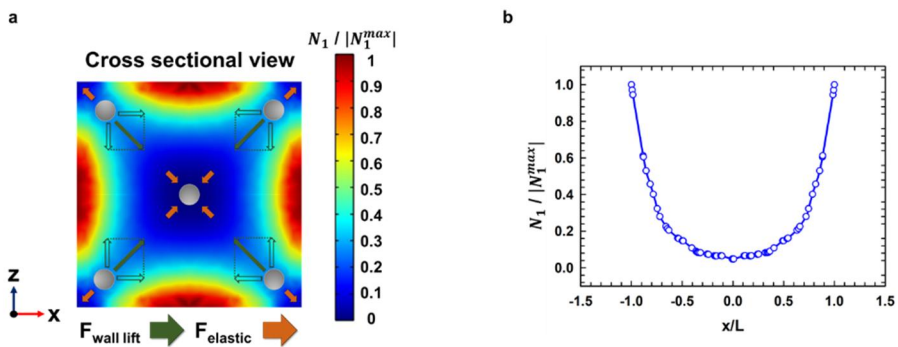 a
Cross sectional view
N₁ / |N₁ᵐᵃˣ|
1
0.9
0.8
0.7
0.6
0.5
0.4
0.3
0.2
0.1
0
z
x
F wall lift
F elastic
b
N₁ / |N₁ᵐᵃˣ|
1.0
0.8
0.6
0.4
0.2
0.0
-1.5 -1.0 -0.5 0.0 0.5 1.0 1.5
x/L